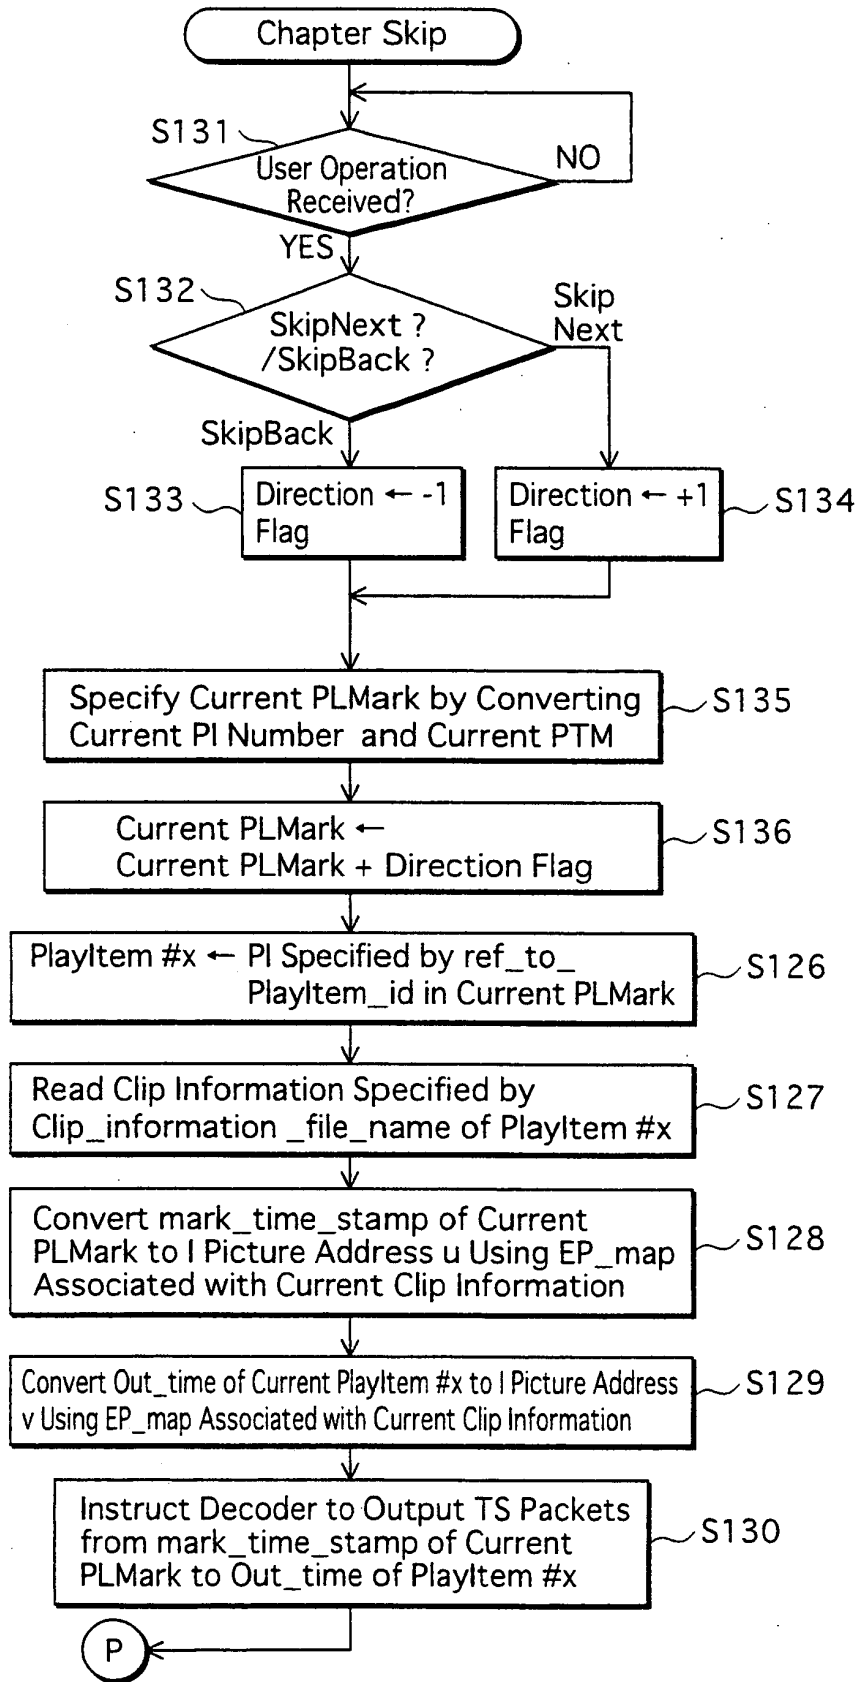 Chapter Skip
S131
User Operation
Received?
NO
YES
S132
SkipNext ?
/SkipBack ?
Skip
Next
SkipBack
S133
Direction ← -1
Flag
Direction ← +1
Flag
S134
Specify Current PLMark by Converting
Current PI Number and Current PTM
S135
Current PLMark ←
Current PLMark + Direction Flag
S136
PlayItem #x ← PI Specified by ref_to_
PlayItem_id in Current PLMark
S126
Read Clip Information Specified by
Clip_information _file_name of PlayItem #x
S127
Convert mark_time_stamp of Current
PLMark to I Picture Address u Using EP_map
Associated with Current Clip Information
S128
Convert Out_time of Current PlayItem #x to I Picture Address
v Using EP_map Associated with Current Clip Information
S129
Instruct Decoder to Output TS Packets
from mark_time_stamp of Current
PLMark to Out_time of PlayItem #x
S130
P